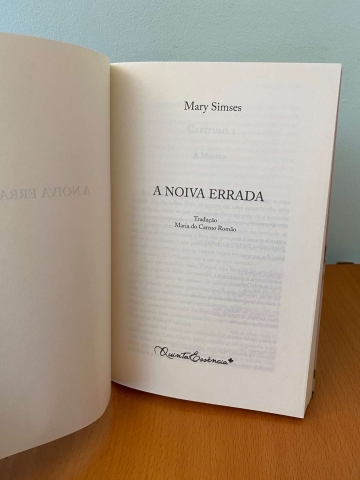 Mary Simses
A NOIVA ERRADA
Tradução
Maria do Carmo Romão
QuintaEssência